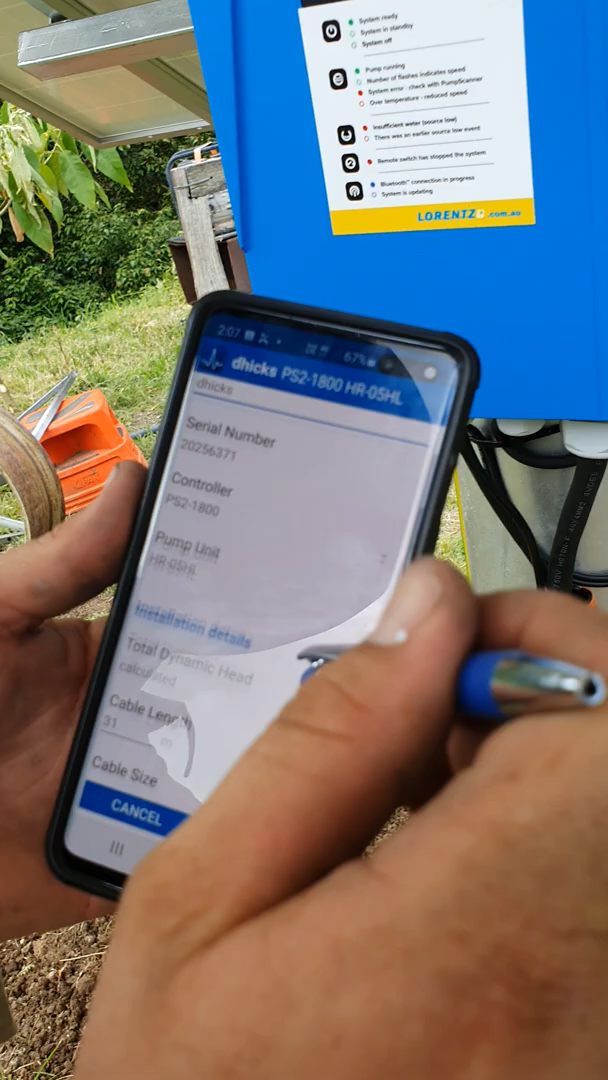 System ready
System in standby
System off
Pump running
Number of flashes indicates speed
System error - check with PumpScanner
Over temperature - reduced speed
Insufficient water (source low)
There was an earlier source low event
Remote switch has stopped the system
Bluetooth™ connection in progress
System is updating
LORENTZ .com.au
2:07 67%
dhicks PS2-1800 HR-05HL
dhicks
Serial Number
20256371
Controller
PS2-1800
Pump Unit
HR-05HL
Installation details
Total Dynamic Head
calculated
Cable Length
31 m
Cable Size
CANCEL